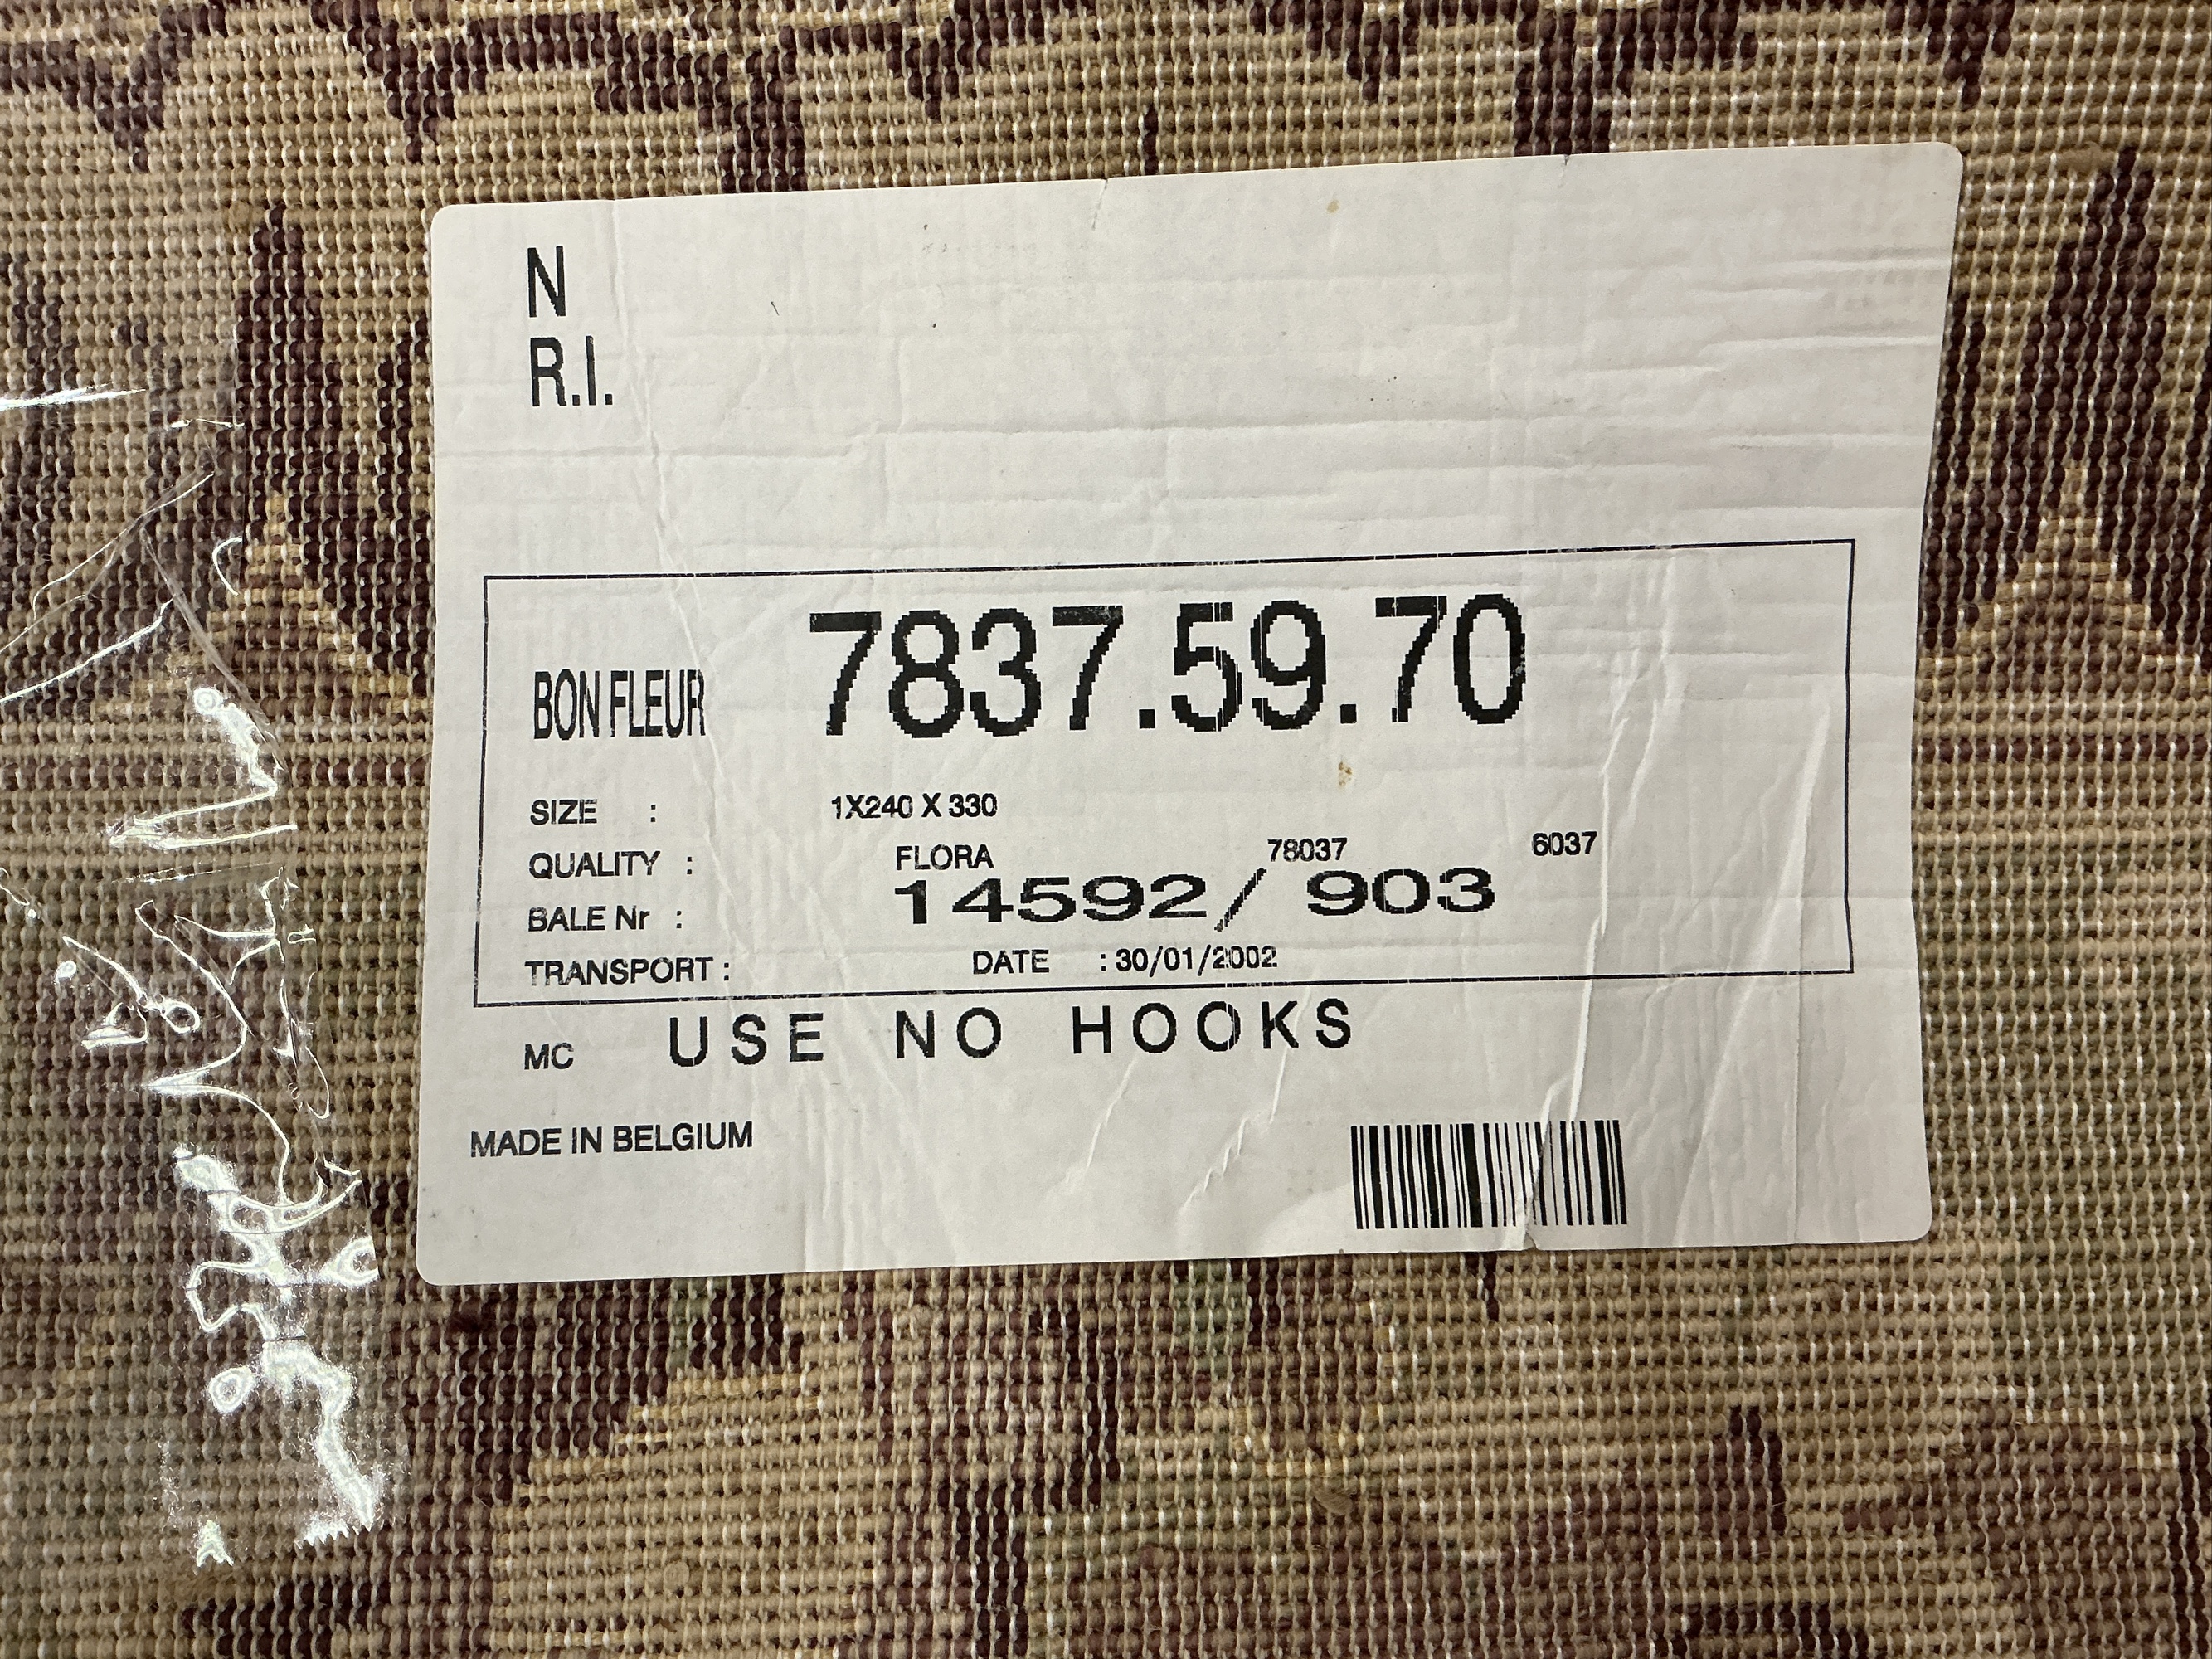 N
R.I.
BON FLEUR 7837.59.70
SIZE : 1X240 X 330
QUALITY : FLORA 78037 6037
BALE Nr : 14592/ 903
TRANSPORT : DATE : 30/01/2002
MC USE NO HOOKS
MADE IN BELGIUM